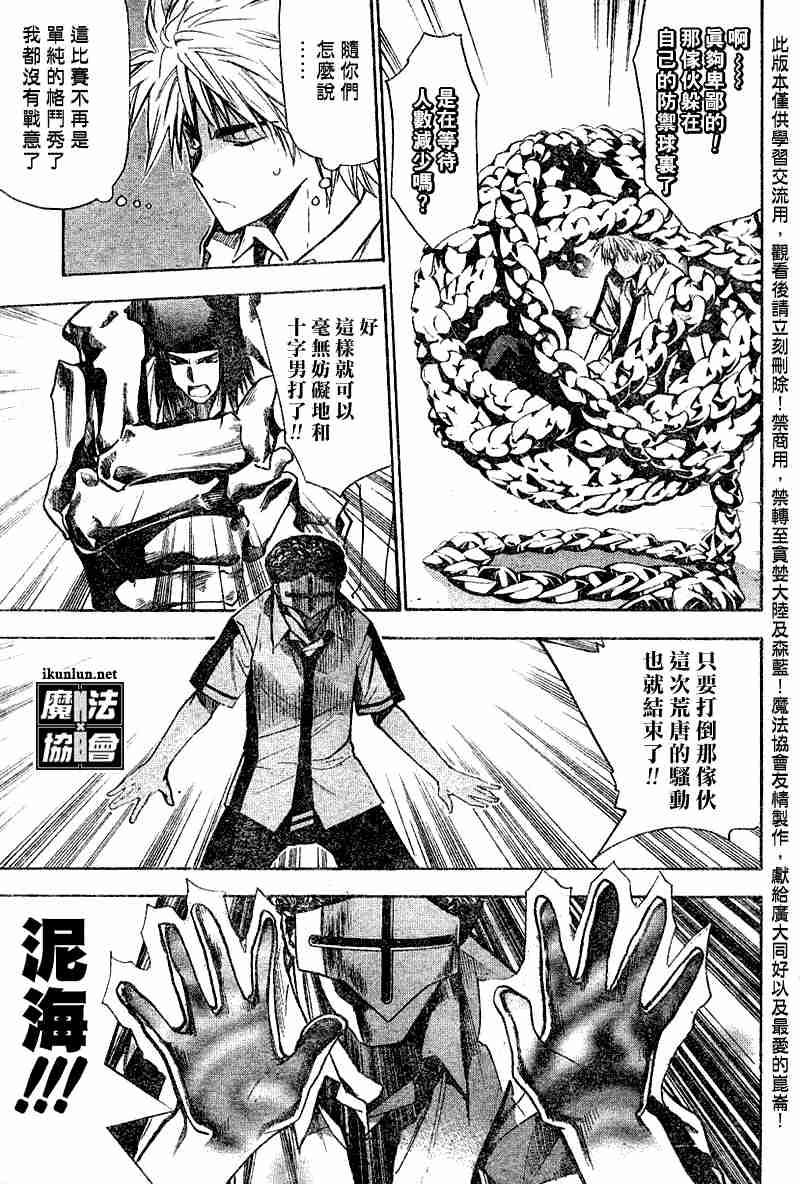 啊～～
真夠卑鄙的！
那傢伙躲在
自己的防禦球裏了
是在等待
人數減少嗎？
隨你們
怎麼說
……
這比賽不再是
單純的格鬥秀了
我都沒有戰意了
好
這樣就可以
毫無妨礙地和
十字男打了!!
只要打倒那傢伙
這次荒唐的騷動
也就結束了!!
ikunlun.net
魔法
協會
泥海!!!
此版本僅供學習交流用，觀看後請立刻刪除！禁商用，禁轉至貪婪大陸及森藍！魔法協會友情製作，獻給廣大同好以及最愛的崑崙！